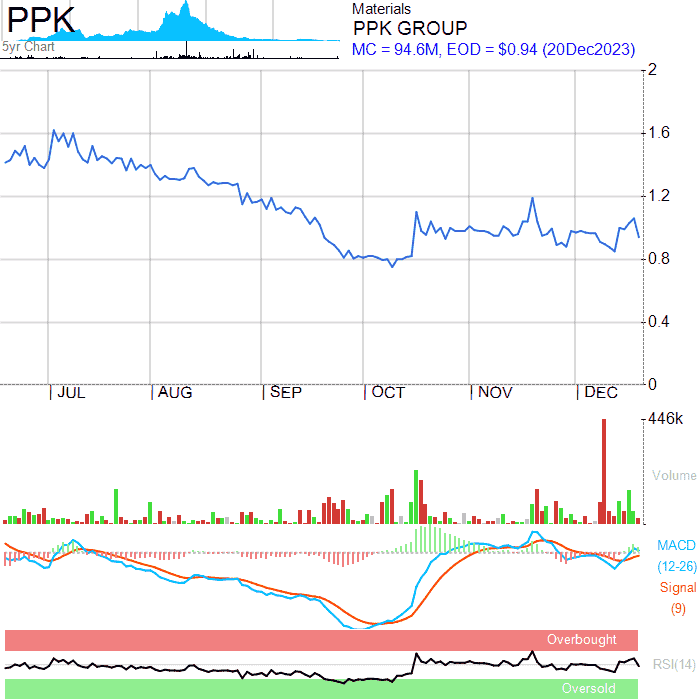 PPK
5yr Chart
Materials
PPK GROUP
MC = 94.6M, EOD = $0.94 (20Dec2023)
2
1.6
1.2
0.8
0.4
0
JUL AUG SEP OCT NOV DEC
446k
Volume
MACD
(12-26)
Signal
(9)
Overbought
RSI(14)
Oversold